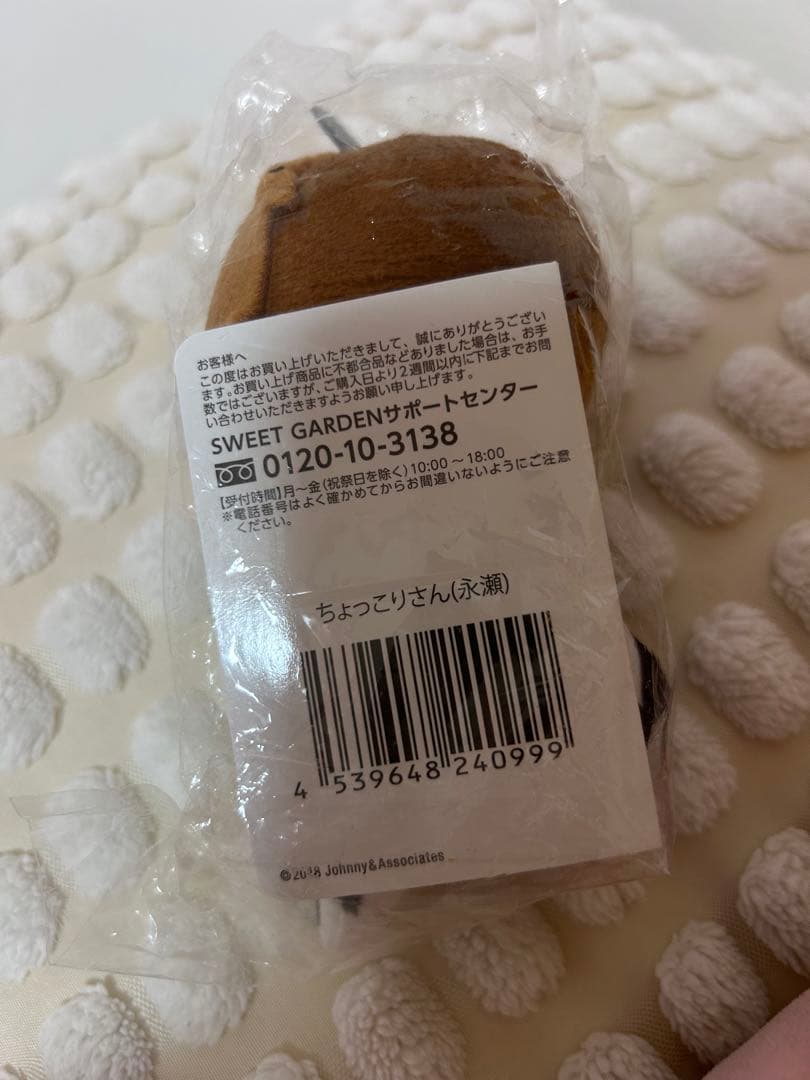 お客様へ
この度はお買い上げいただきまして、誠にありがとうござい
ます。お買い上げ商品に不都合品などありました場合は、お手
数ではございますが、ご購入日より2週間以内に下記までお問
い合わせいただきますようお願い申し上げます。
SWEET GARDENサポートセンター
0120-10-3138
【受付時間】月～金(祝祭日を除く)10:00～18:00
※電話番号はよく確かめてからお間違いないようにご注意
ください。
ちょっこりさん(永瀬)
4 539648 240999
©2018 Johnny&Associates